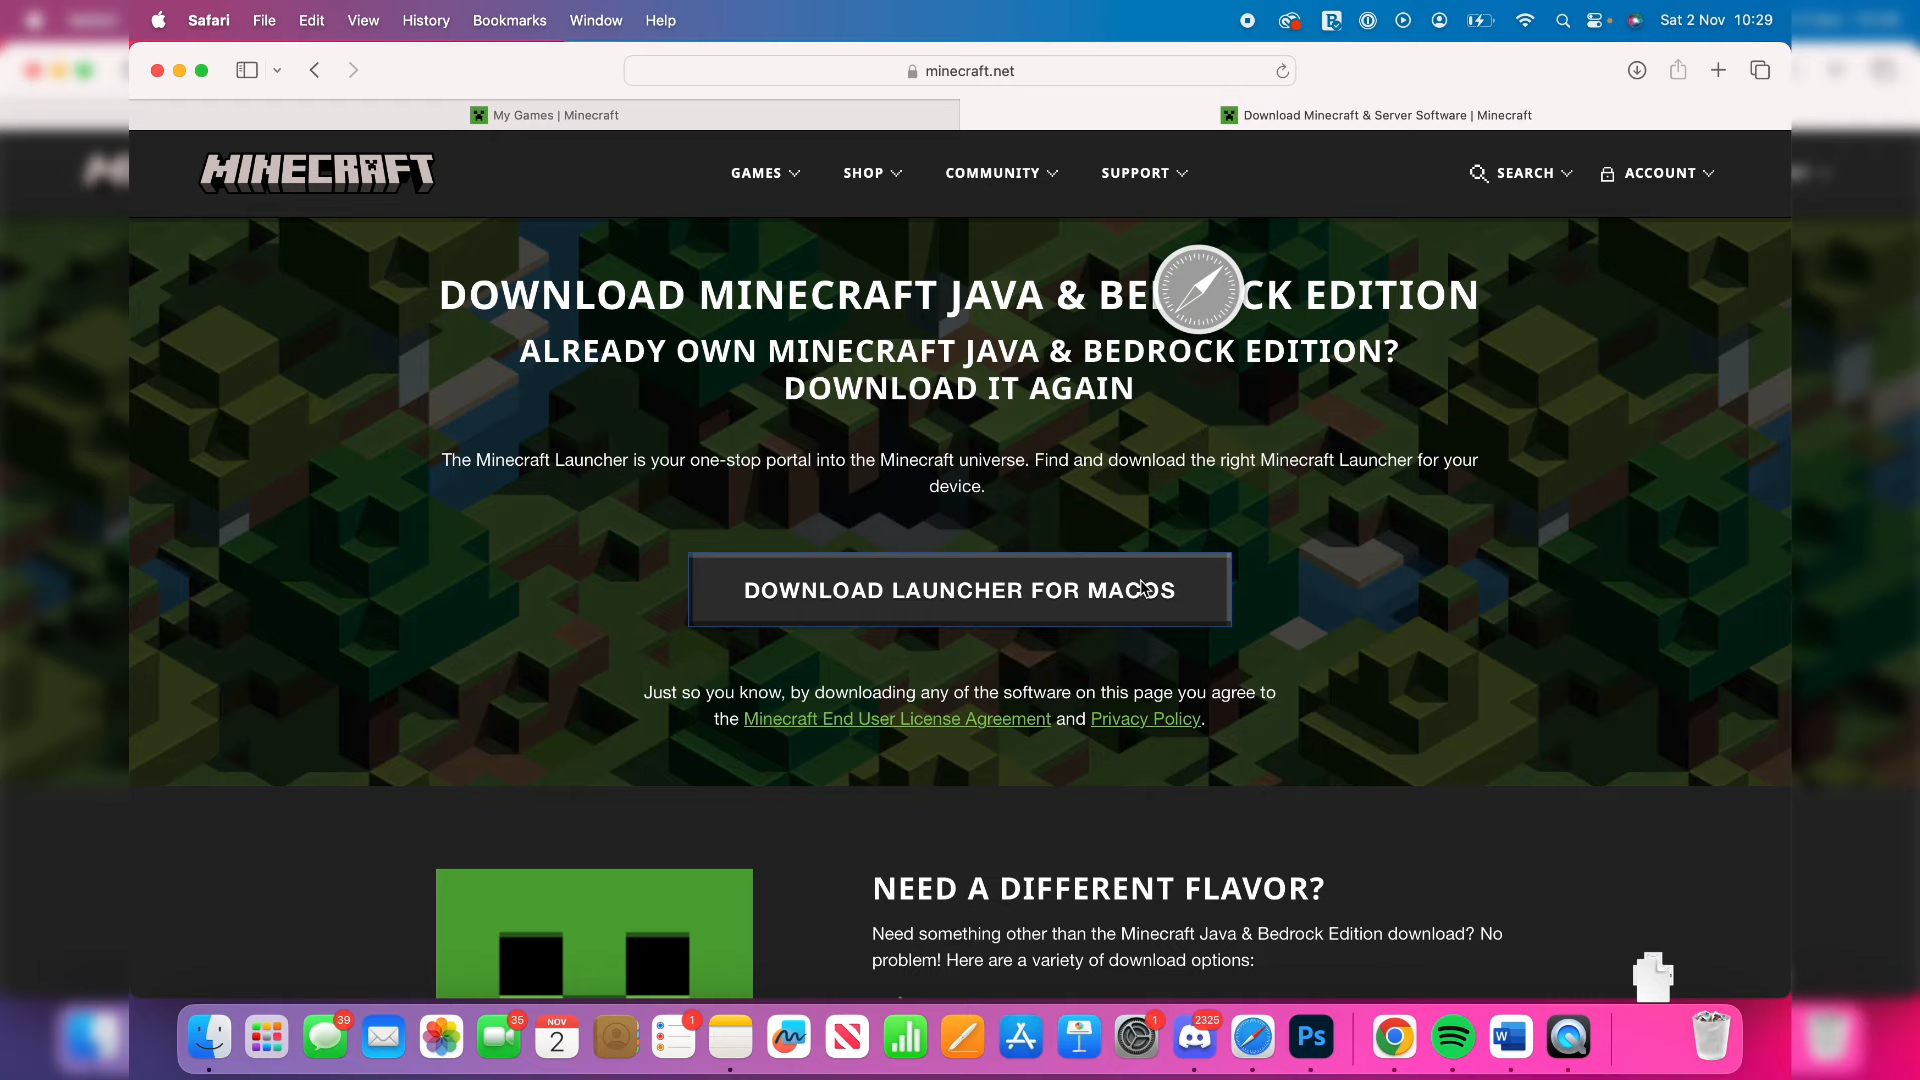 Safari File Edit View History Bookmarks Window Help Sat 2 Nov 10:29
minecraft.net
My Games | Minecraft
Download Minecraft & Server Software | Minecraft
MINECRAFT
GAMES SHOP COMMUNITY SUPPORT SEARCH ACCOUNT
DOWNLOAD MINECRAFT JAVA & BE CK EDITION
ALREADY OWN MINECRAFT JAVA & BEDROCK EDITION?
DOWNLOAD IT AGAIN
The Minecraft Launcher is your one-stop portal into the Minecraft universe. Find and download the right Minecraft Launcher for your
device.
DOWNLOAD LAUNCHER FOR MACOS
Just so you know, by downloading any of the software on this page you agree to
the Minecraft End User License Agreement and Privacy Policy.
NEED A DIFFERENT FLAVOR?
Need something other than the Minecraft Java & Bedrock Edition download? No
problem! Here are a variety of download options:
39 35 NOV 1 1 2325
2 Ps W